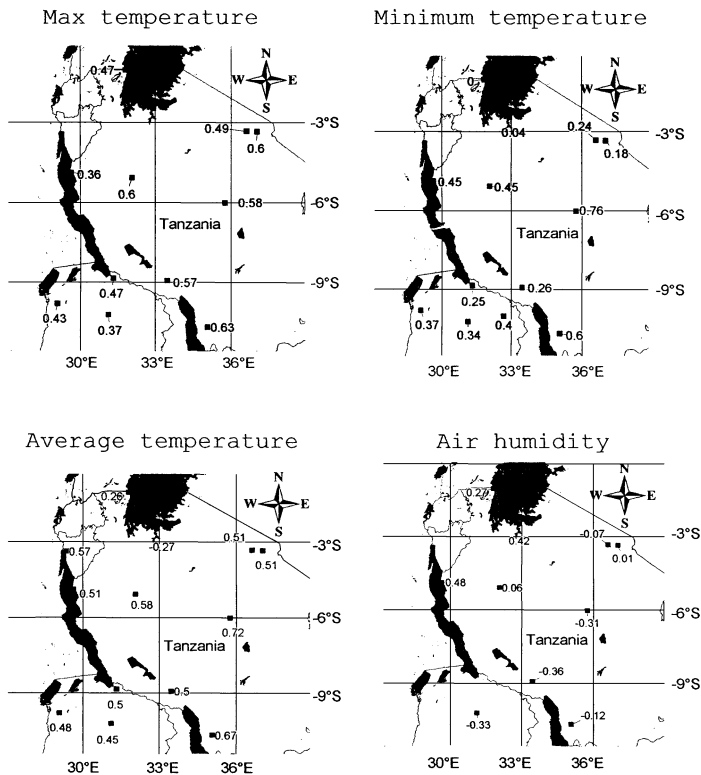 Max temperature
N
W E
S
0.47
0.49
0.6
-3°S
0.36
0.6
0.58
-6°S
Tanzania
0.57
-9°S
0.47
0.43
0.37
0.63
30°E 33°E 36°E
Minimum temperature
N
W E
S
0.04
0.24
0.18
-3°S
0.45
0.45
0.76
-6°S
Tanzania
0.25
0.26
-9°S
0.37
0.34
0.4
0.6
30°E 33°E 36°E
Average temperature
N
W E
S
0.26
-0.27
0.51
0.51
-3°S
0.57
0.51
0.58
0.72
-6°S
Tanzania
0.5
0.5
-9°S
0.48
0.45
0.67
30°E 33°E 36°E
Air humidity
N
W E
S
0.27
0.42
-0.07
0.01
-3°S
0.48
0.06
-0.31
-6°S
Tanzania
-0.36
-9°S
-0.33
-0.12
30°E 33°E 36°E